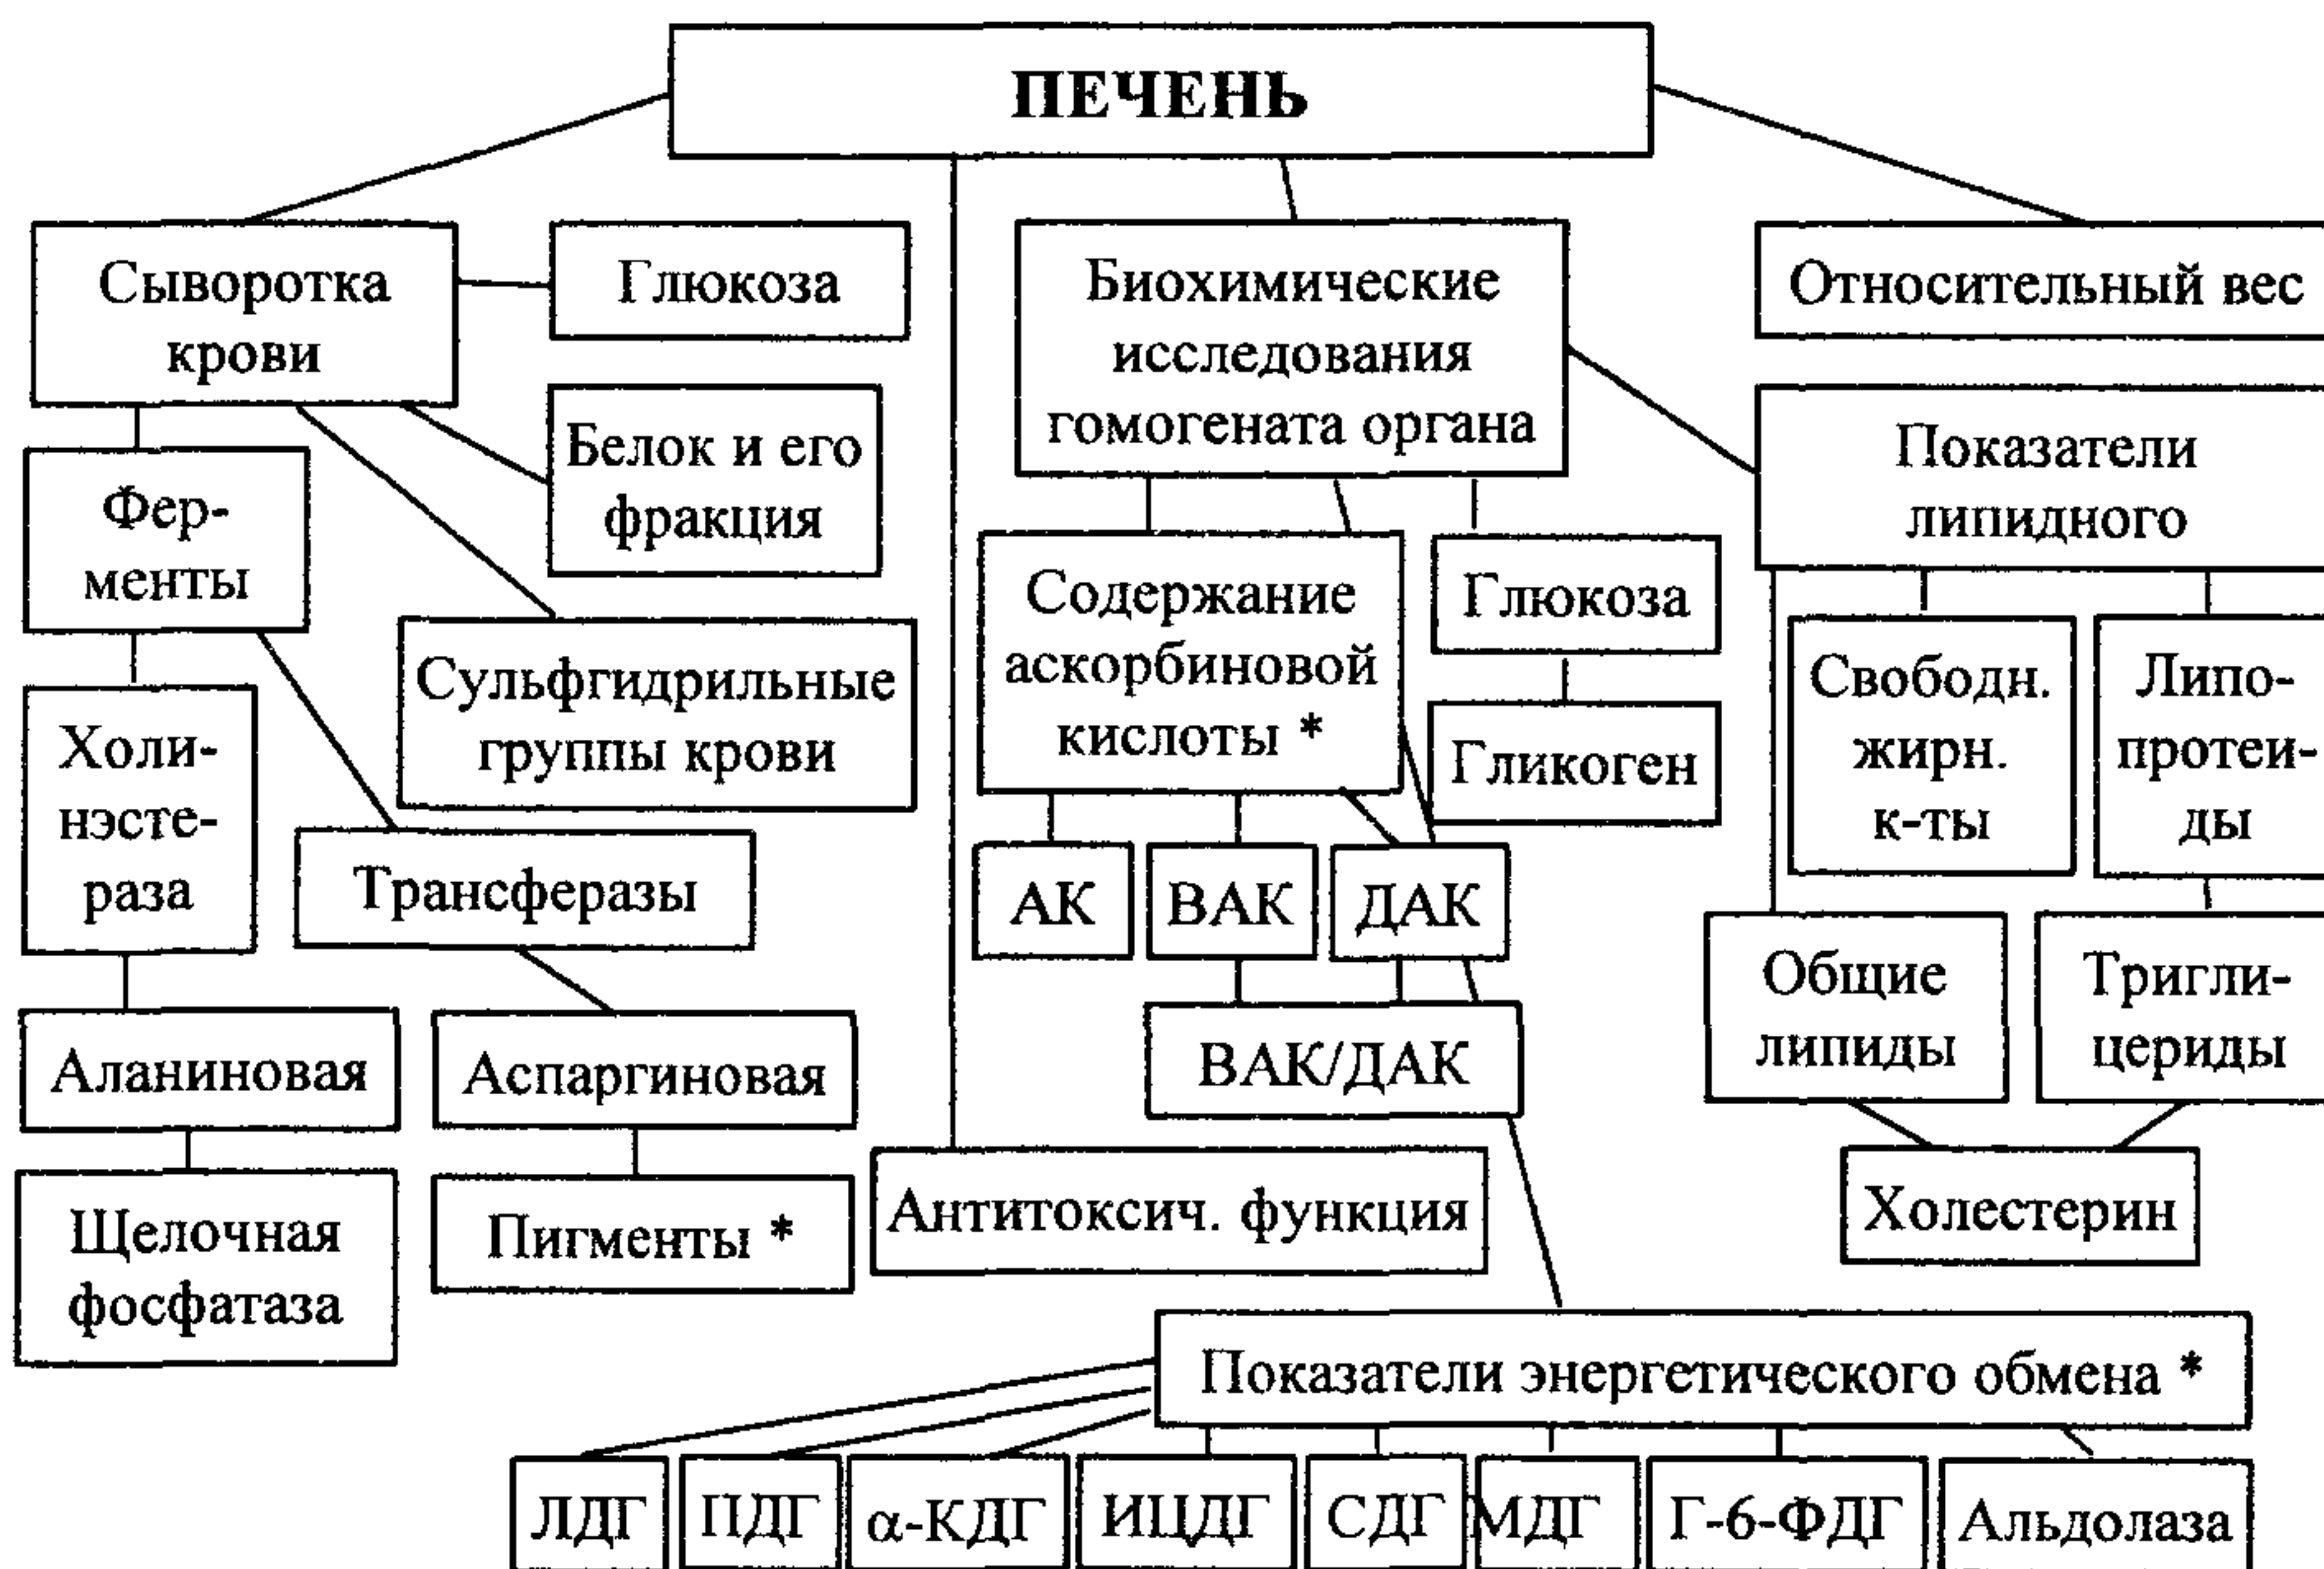 ПЕЧЕНЬ
Сыворотка
крови
Глюкоза
Биохимические
исследования
гомогената органа
Относительный вес
Белок и его
фракция
Показатели
липидного
Фер-
менты
Содержание
аскорбиновой
кислоты *
Глюкоза
Гликоген
Свободн.
жирн.
к-ты
Липо-
протеи-
ды
Сульфгидрильные
группы крови
Холи-
нэсте-
раза
Трансферазы
АК
ВАК
ДАК
Общие
липиды
Тригли-
цериды
Аланиновая
Аспаргиновая
ВАК/ДАК
Щелочная
фосфатаза
Пигменты *
Антитоксич. функция
Холестерин
Показатели энергетического обмена *
ЛДГ
ПДГ
α-КДГ
ИЦДГ
СДГ
МДГ
Г-6-ФДГ
Альдолаза